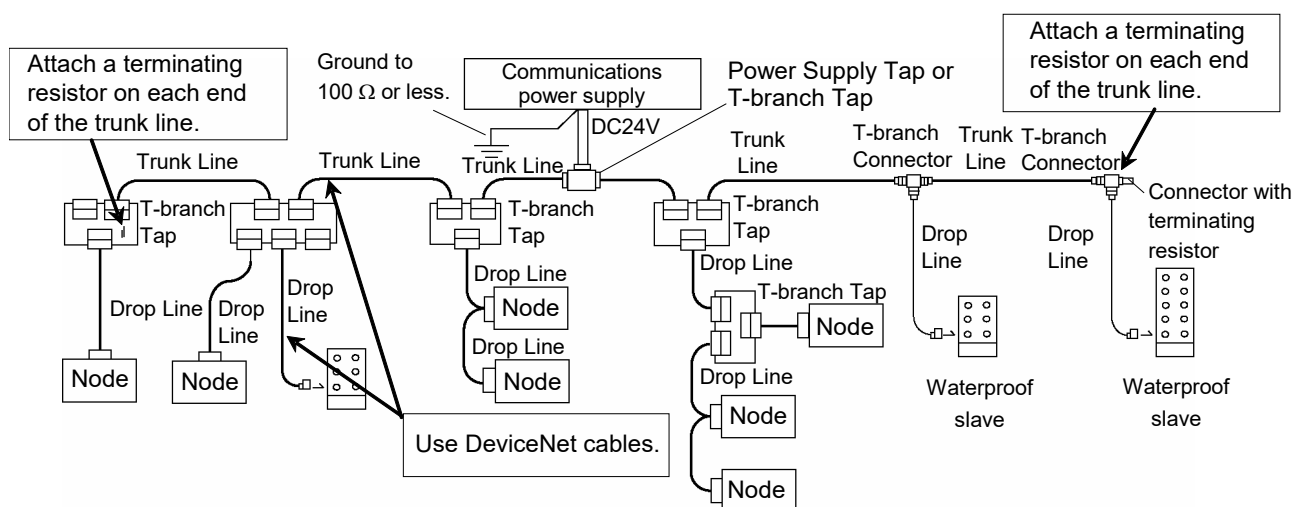 Attach a terminating
resistor on each end
of the trunk line.
Ground to
100 Ω or less.
Communications
power supply
DC24V
Power Supply Tap or
T-branch Tap
Attach a terminating
resistor on each end
of the trunk line.
Trunk Line
Trunk Line
Trunk Line
Trunk
Line
T-branch
Connector
Trunk
Line
T-branch
Connector
Connector with
terminating
resistor
T-branch
Tap
T-branch
Tap
T-branch
Tap
Drop
Line
Drop
Line
Drop Line
Drop
Line
Drop
Line
Drop Line
Drop Line
T-branch Tap
Node
Node
Drop Line
Node
Node
Node
Drop Line
Node
Node
Waterproof
slave
Waterproof
slave
Use DeviceNet cables.